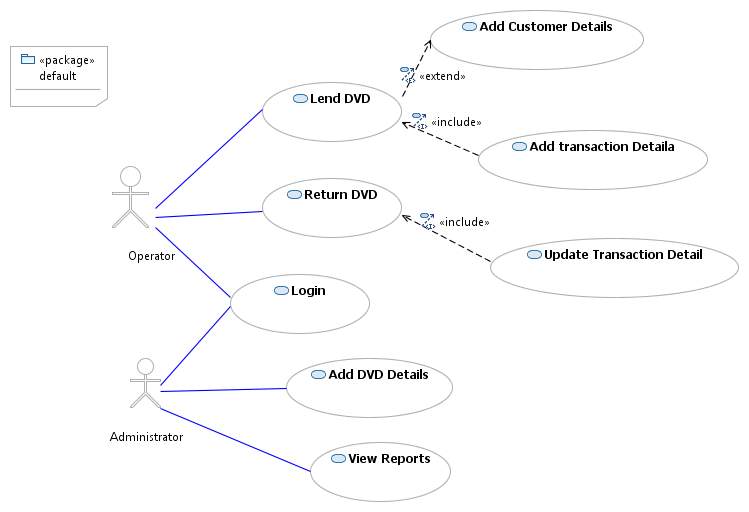 Add Customer Details
«package»
default
«extend»
Lend DVD
«include»
Add transaction Detaila
Return DVD
«include»
Operator
Update Transaction Detail
Login
Add DVD Details
Administrator
View Reports